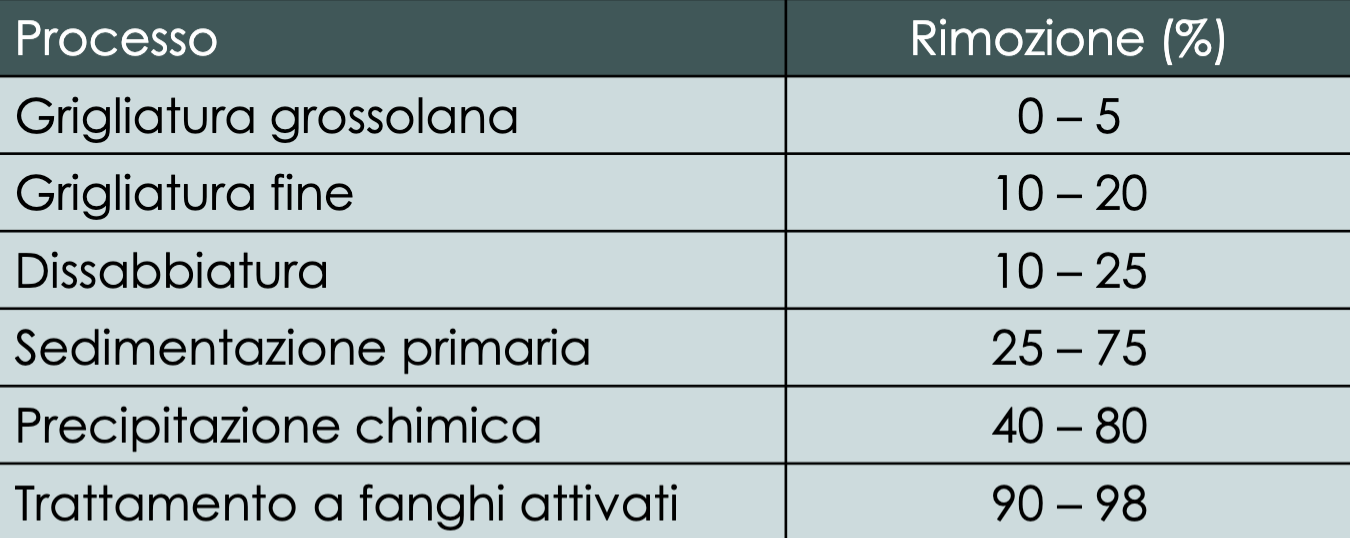 Processo Rimozione (%)
Grigliatura grossolana 0 – 5
Grigliatura fine 10 – 20
Dissabbiatura 10 – 25
Sedimentazione primaria 25 – 75
Precipitazione chimica 40 – 80
Trattamento a fanghi attivati 90 – 98